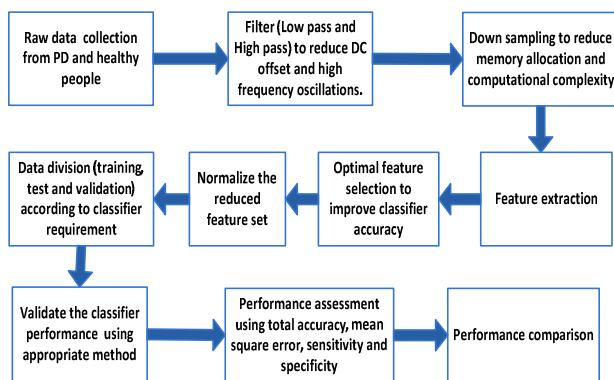 Raw data collection
from PD and healthy
people
Filter (Low pass and
High pass) to reduce DC
offset and high
frequency oscillations.
Down sampling to reduce
memory allocation and
computational complexity
Feature extraction
Optimal feature
selection to
improve classifier
accuracy
Normalize the
reduced
feature set
Data division (training,
test and validation)
according to classifier
requirement
Validate the classifier
performance using
appropriate method
Performance assessment
using total accuracy, mean
square error, sensitivity and
specificity
Performance comparison